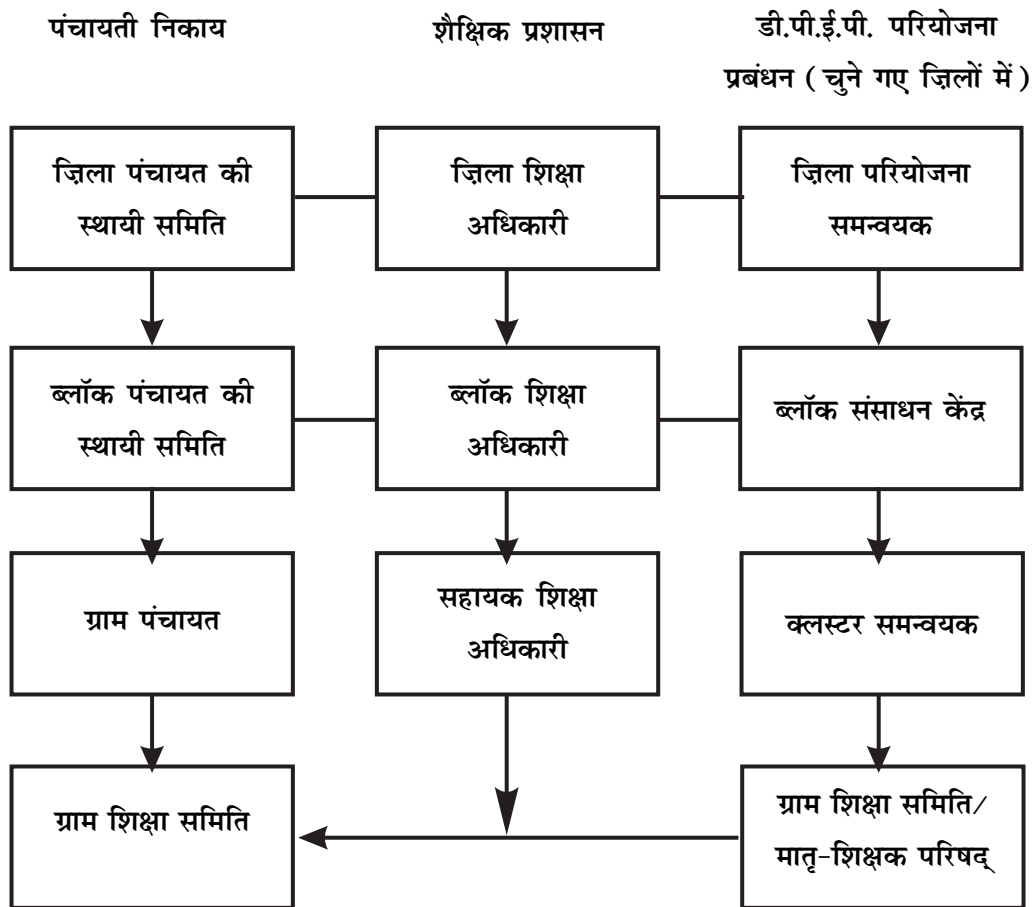 पंचायती निकाय
शैक्षिक प्रशासन
डी.पी.ई.पी. परियोजना
प्रबंधन ( चुने गए ज़िलों में )
ज़िला पंचायत की
स्थायी समिति
ज़िला शिक्षा
अधिकारी
ज़िला परियोजना
समन्वयक
ब्लॉक पंचायत की
स्थायी समिति
ब्लॉक शिक्षा
अधिकारी
ब्लॉक संसाधन केंद्र
ग्राम पंचायत
सहायक शिक्षा
अधिकारी
क्लस्टर समन्वयक
ग्राम शिक्षा समिति
ग्राम शिक्षा समिति/
मातृ-शिक्षक परिषद्